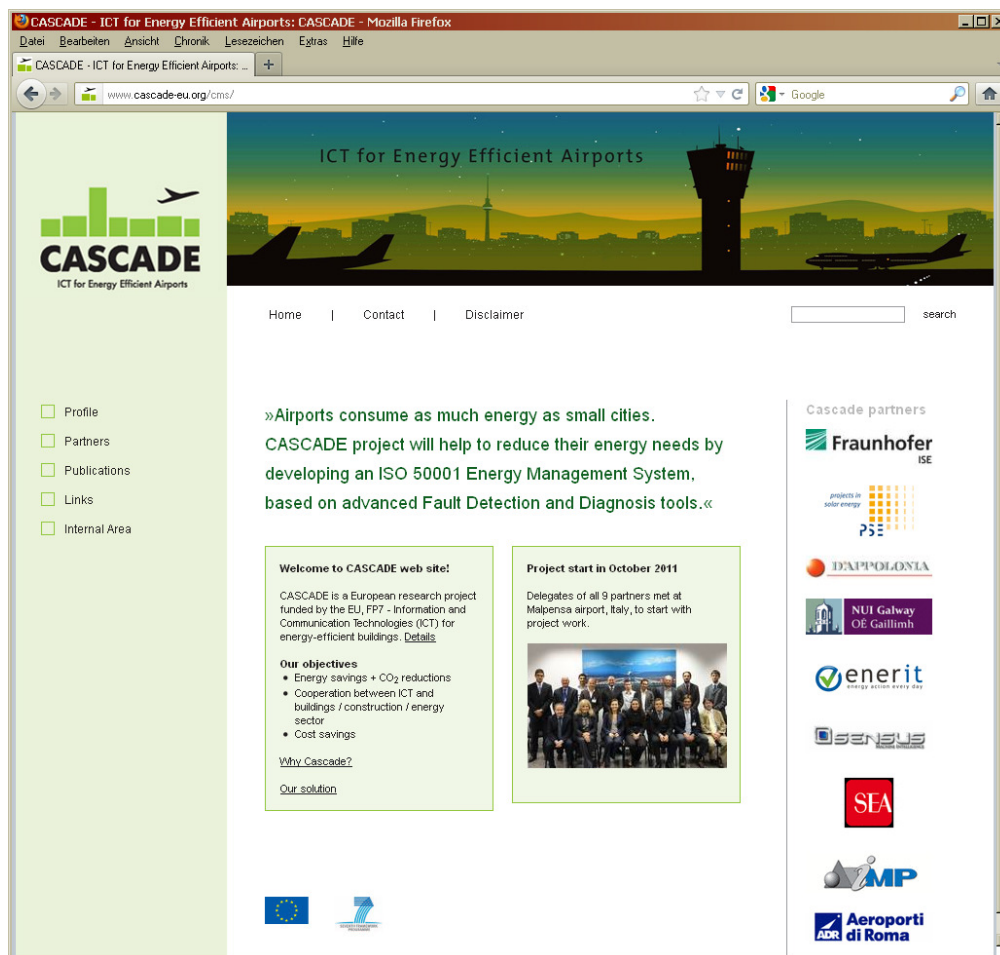 CASCADE - ICT for Energy Efficient Airports: CASCADE - Mozilla Firefox
Datei Bearbeiten Ansicht Chronik Lesezeichen Extras Hilfe
CASCADE - ICT for Energy Efficient Airports: ... +
www.cascade-eu.org/cms/
Google
ICT for Energy Efficient Airports
CASCADE
ICT for Energy Efficient Airports
Home | Contact | Disclaimer
search
Profile
Partners
Publications
Links
Internal Area
»Airports consume as much energy as small cities.
CASCADE project will help to reduce their energy needs by
developing an ISO 50001 Energy Management System,
based on advanced Fault Detection and Diagnosis tools.«
Welcome to CASCADE web site!
CASCADE is a European research project
funded by the EU, FP7 - Information and
Communication Technologies (ICT) for
energy-efficient buildings. Details
Our objectives
• Energy savings + CO₂ reductions
• Cooperation between ICT and
buildings / construction / energy
sector
• Cost savings
Why Cascade?
Our solution
Project start in October 2011
Delegates of all 9 partners met at
Malpensa airport, Italy, to start with
project work.
Cascade partners
Fraunhofer
ISE
projects in
solar energy
PSE
D'APPOLONIA
NUI Galway
OÉ Gaillimh
enerit
energy action every day
SENSUS
MACHINE INTELLIGENCE
SEA
IMP
Aeroporti
ADR di Roma
SEVENTH FRAMEWORK
PROGRAMME